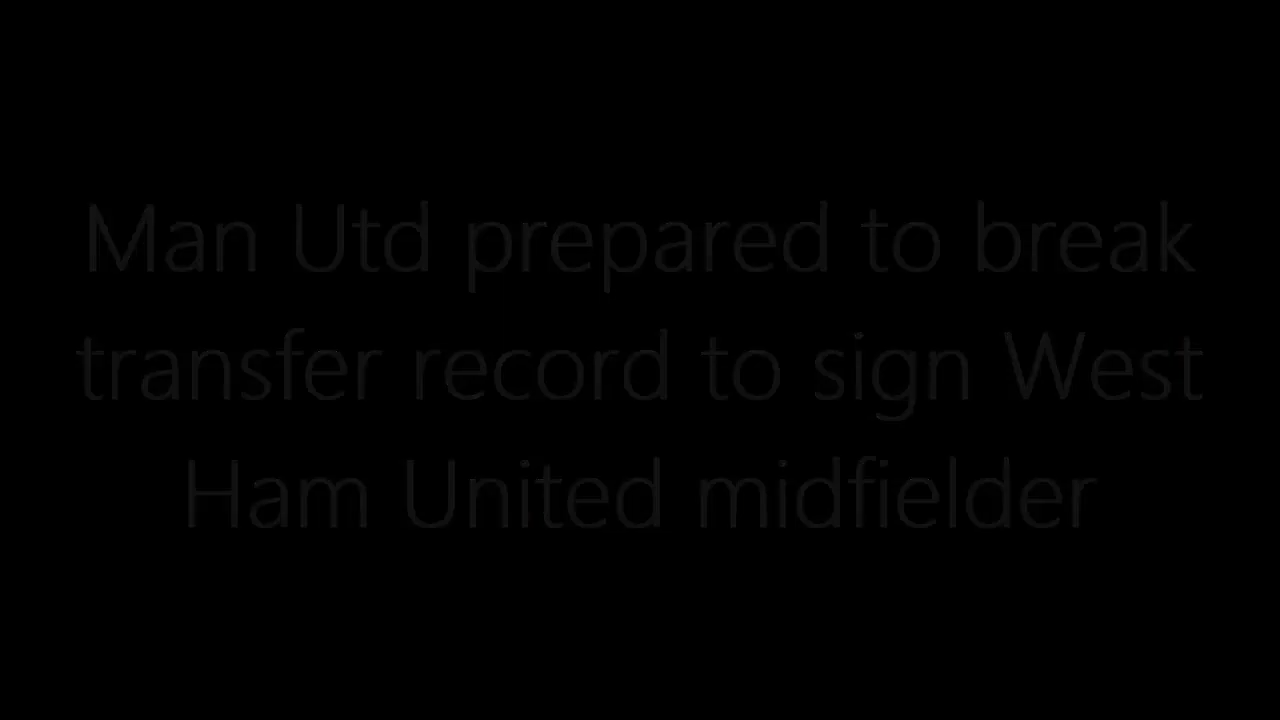 Man Utd prepared to break
transfer record to sign West
Ham United midfielder